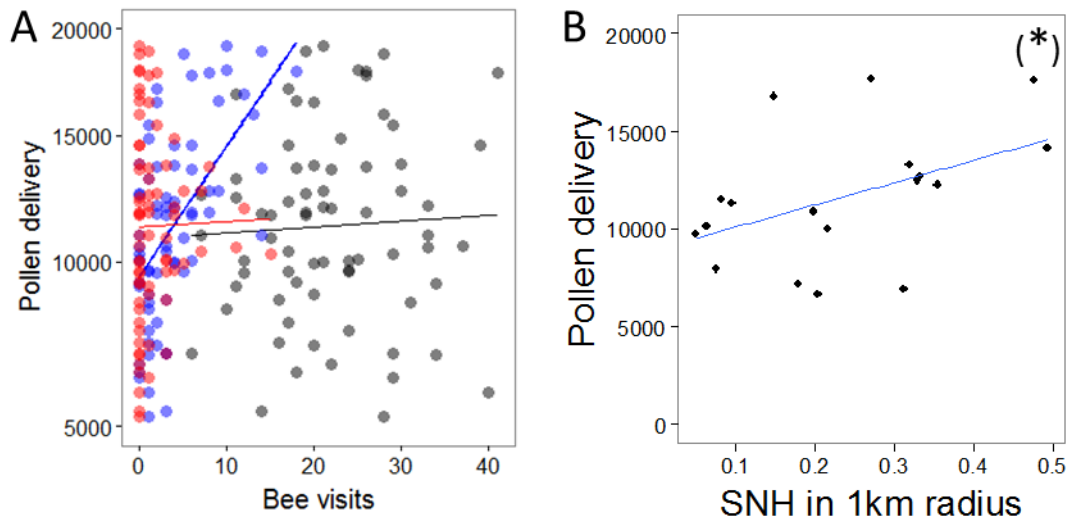 A
20000
15000
10000
5000
Pollen delivery
0 10 20 30 40
Bee visits
B
(*)
20000
15000
10000
5000
0
Pollen delivery
0.1 0.2 0.3 0.4 0.5
SNH in 1km radius